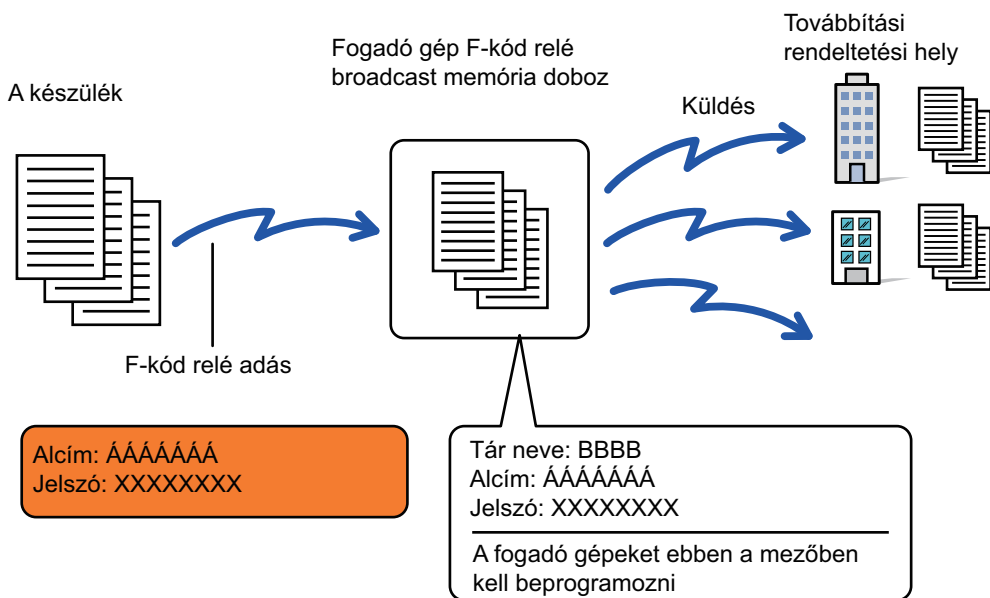 A készülék
Fogadó gép F-kód relé
broadcast memória doboz
Továbbítási
rendeltetési hely
Küldés
F-kód relé adás
Alcím: ÁÁÁÁÁÁÁ
Jelszó: XXXXXXXX
Tár neve: BBBB
Alcím: ÁÁÁÁÁÁÁ
Jelszó: XXXXXXXX
A fogadó gépeket ebben a mezőben
kell beprogramozni